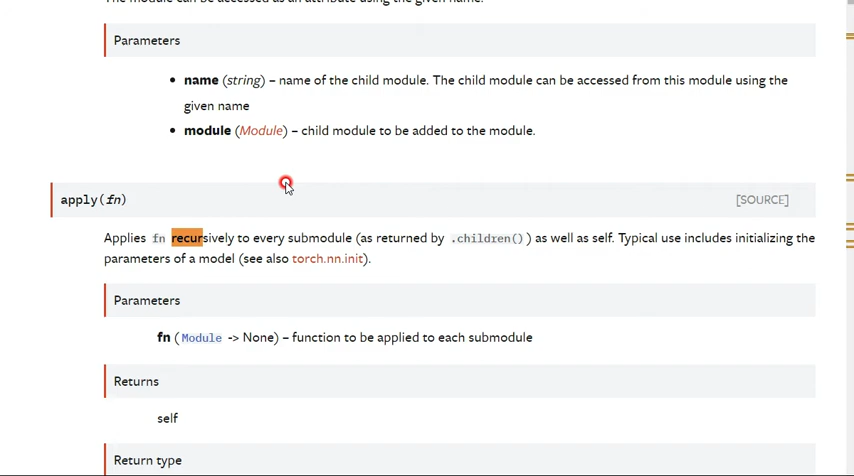 The module can be accessed as an attribute using the given name.
Parameters
• name (string) – name of the child module. The child module can be accessed from this module using the
given name
• module (Module) – child module to be added to the module.
apply(fn) [SOURCE]
Applies fn recursively to every submodule (as returned by .children()) as well as self. Typical use includes initializing the
parameters of a model (see also torch.nn.init).
Parameters
fn (Module -> None) – function to be applied to each submodule
Returns
self
Return type